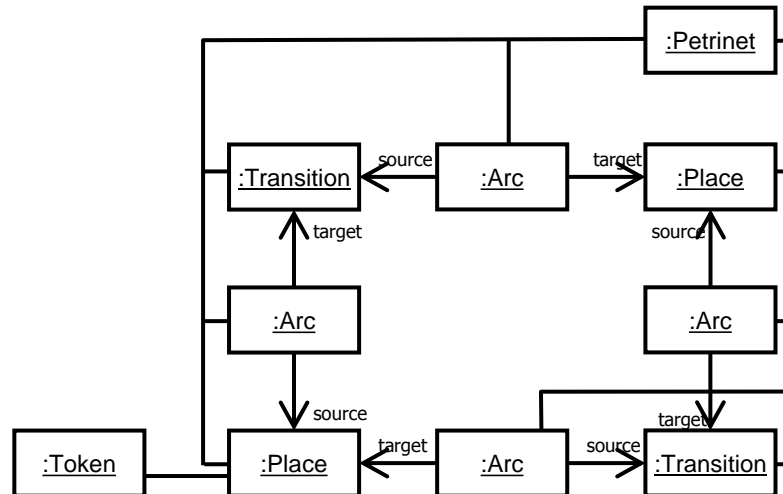 :Petrinet
source
target
:Transition
:Arc
:Place
target
source
:Arc
:Arc
source
target
target
source
:Token
:Place
:Arc
:Transition